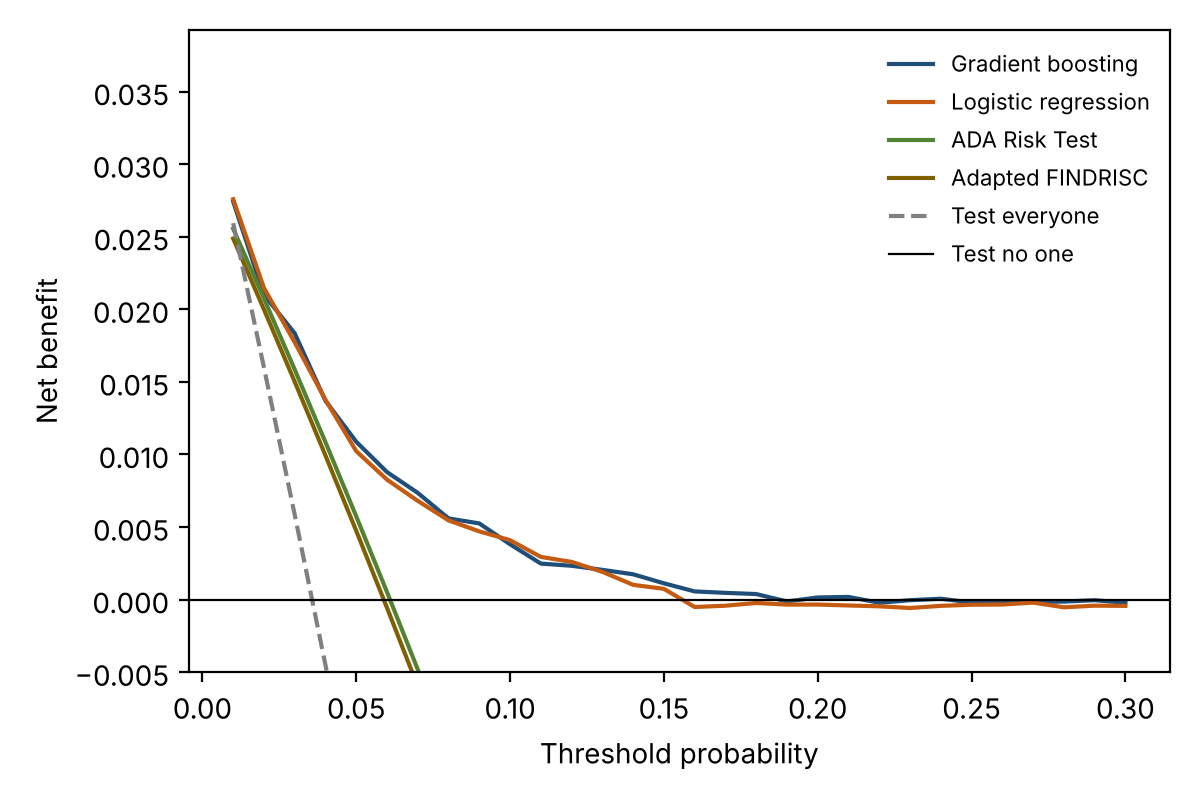 Gradient boosting
Logistic regression
ADA Risk Test
Adapted FINDRISC
Test everyone
Test no one
Net benefit
0.035
0.030
0.025
0.020
0.015
0.010
0.005
0.000
−0.005
0.00 0.05 0.10 0.15 0.20 0.25 0.30
Threshold probability